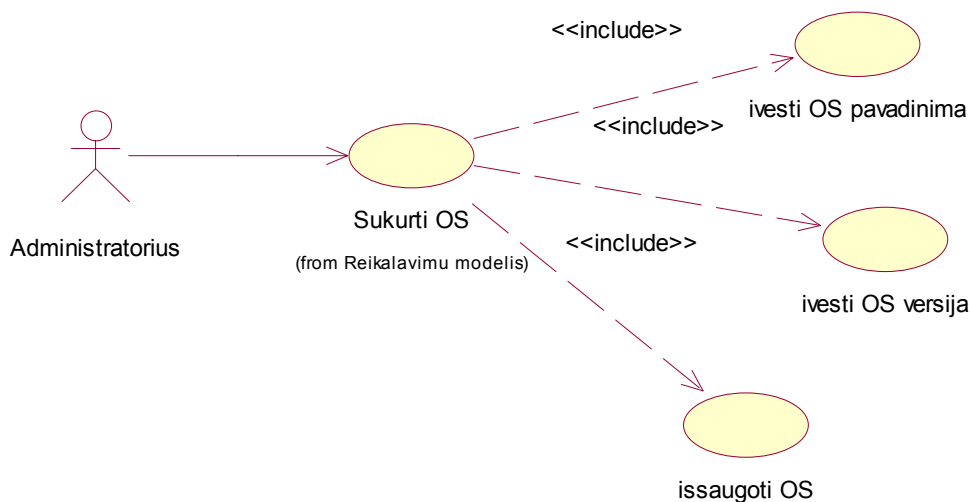 <<include>>
ivesti OS pavadinima
<<include>>
Administratorius
Sukurti OS
(from Reikalavimu modelis)
<<include>>
ivesti OS versija
issaugoti OS